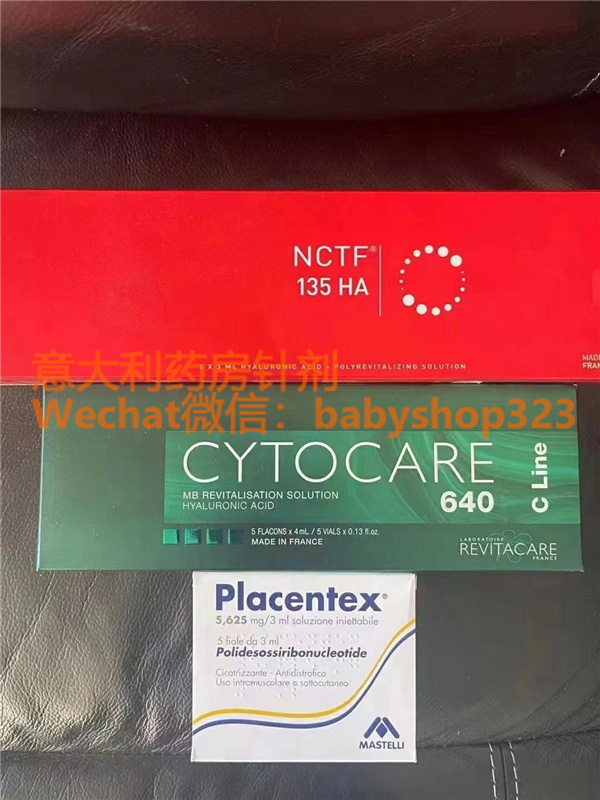 NCTF®
135 HA
5 X 3 ML HYALURONIC ACID - POLYREVITALIZING SOLUTION
MADE
FRAN
意大利药房针剂
Wechat微信：babyshop323
CYTOCARE
640
C Line
MB REVITALISATION SOLUTION
HYALURONIC ACID
5 FLACONS x 4mL / 5 VIALS x 0.13 fl.oz.
MADE IN FRANCE
LABORATOIRE
REVITACARE
FRANCE
Placentex®
5,625 mg/3 ml soluzione iniettabile
5 fiale da 3 ml
Polidesossiribonucleotide
Cicatrizzante - Antidistrofico
Uso intramuscolare o sottocutaneo
MASTELLI